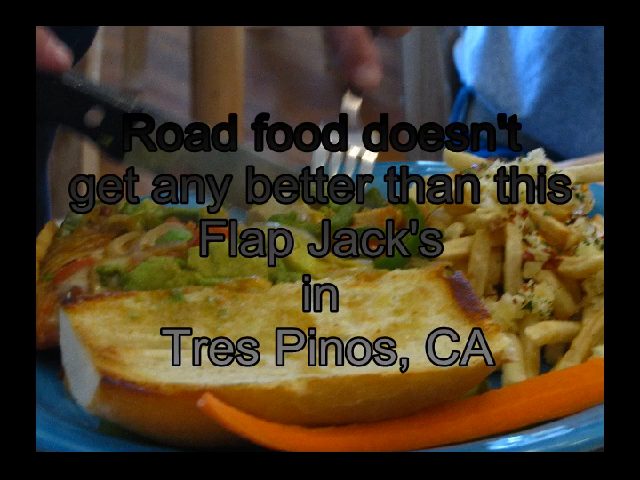 Road food doesn't
get any better than this
Flap Jack's
in
Tres Pinos, CA